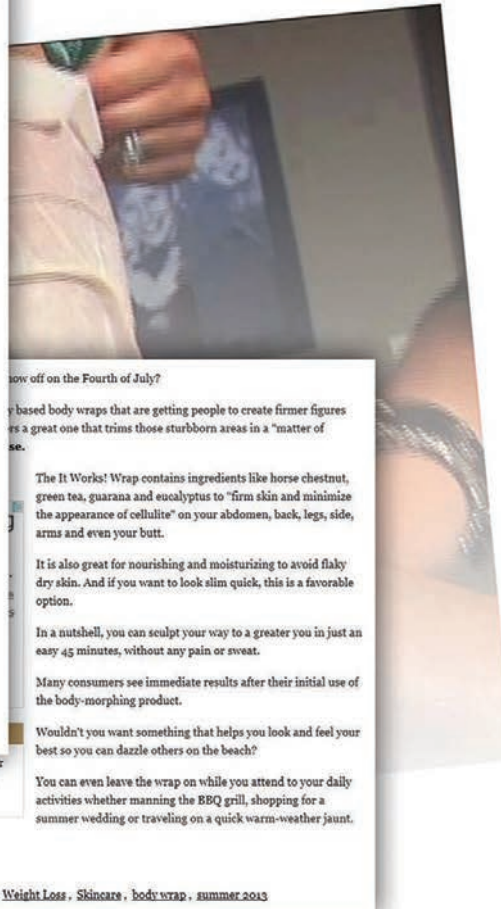 now off on the Fourth of July?
y based body wraps that are getting people to create firmer figures
rs a great one that trims those sturbborn areas in a "matter of
se.
The It Works! Wrap contains ingredients like horse chestnut,
green tea, guarana and eucalyptus to "firm skin and minimize
the appearance of cellulite" on your abdomen, back, legs, side,
arms and even your butt.
It is also great for nourishing and moisturizing to avoid flaky
dry skin. And if you want to look slim quick, this is a favorable
option.
In a nutshell, you can sculpt your way to a greater you in just an
easy 45 minutes, without any pain or sweat.
Many consumers see immediate results after their initial use of
the body-morphing product.
Wouldn't you want something that helps you look and feel your
best so you can dazzle others on the beach?
You can even leave the wrap on while you attend to your daily
activities whether manning the BBQ grill, shopping for a
summer wedding or traveling on a quick warm-weather jaunt.
Weight Loss , Skincare , body wrap , summer 2013